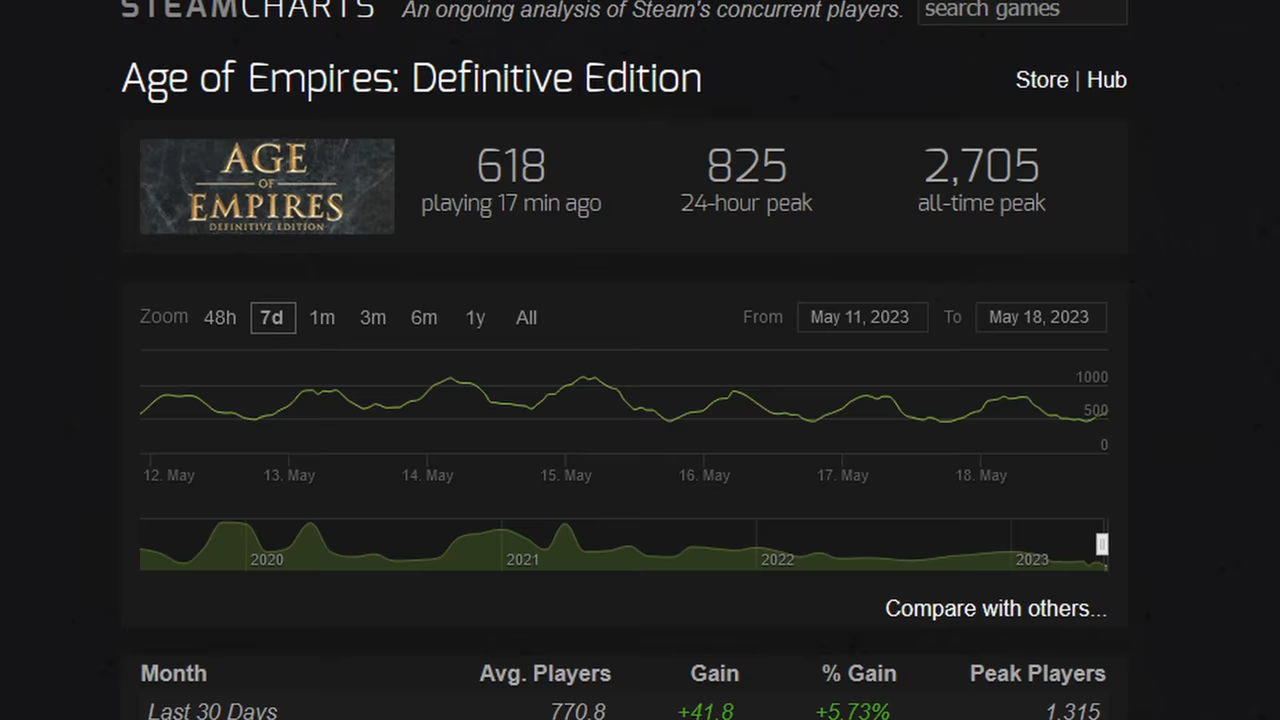 STEAMCHARTS An ongoing analysis of Steam's concurrent players. search games
Age of Empires: Definitive Edition Store | Hub
AGE
OF
EMPIRES
DEFINITIVE EDITION
618 825 2,705
playing 17 min ago 24-hour peak all-time peak
Zoom 48h 7d 1m 3m 6m 1y All From May 11, 2023 To May 18, 2023
1000
500
0
12. May 13. May 14. May 15. May 16. May 17. May 18. May
2020 2021 2022 2023
Compare with others...
Month Avg. Players Gain % Gain Peak Players
Last 30 Days 770.8 +41.8 +5.73% 1,315